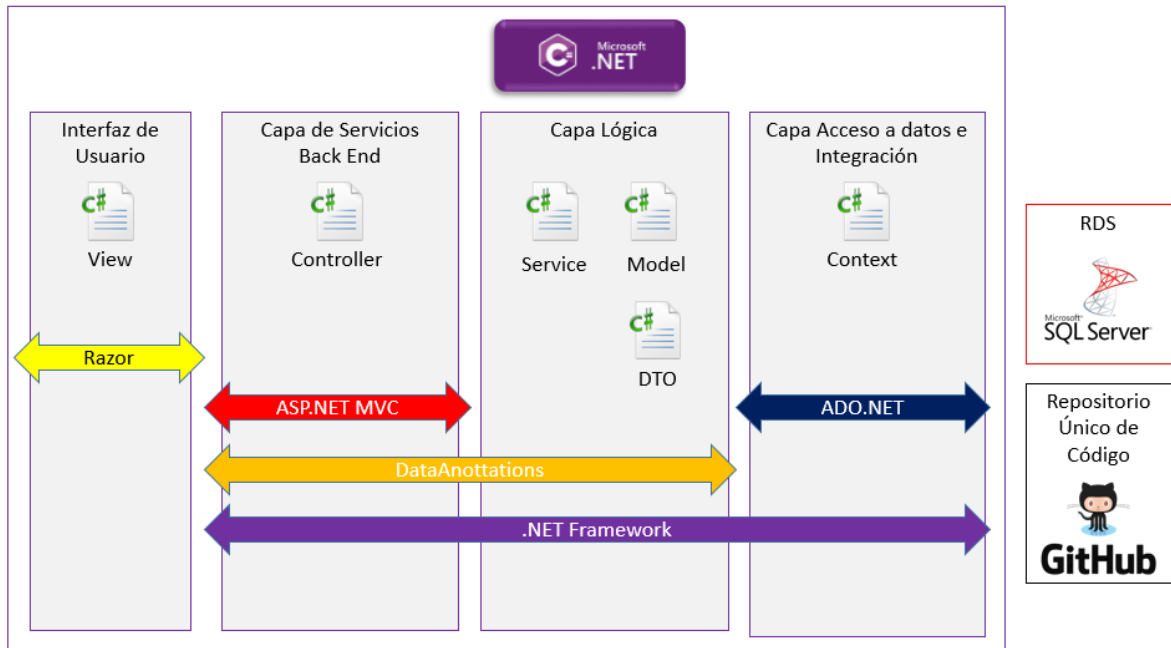 C#
Microsoft
.NET
Interfaz de
Usuario
C#
View
Razor
Capa de Servicios
Back End
C#
Controller
ASP.NET MVC
Capa Lógica
C#
Service
C#
Model
C#
DTO
DataAnottations
.NET Framework
Capa Acceso a datos e
Integración
C#
Context
ADO.NET
RDS
Microsoft
SQL Server
Repositorio
Único de
Código
GitHub